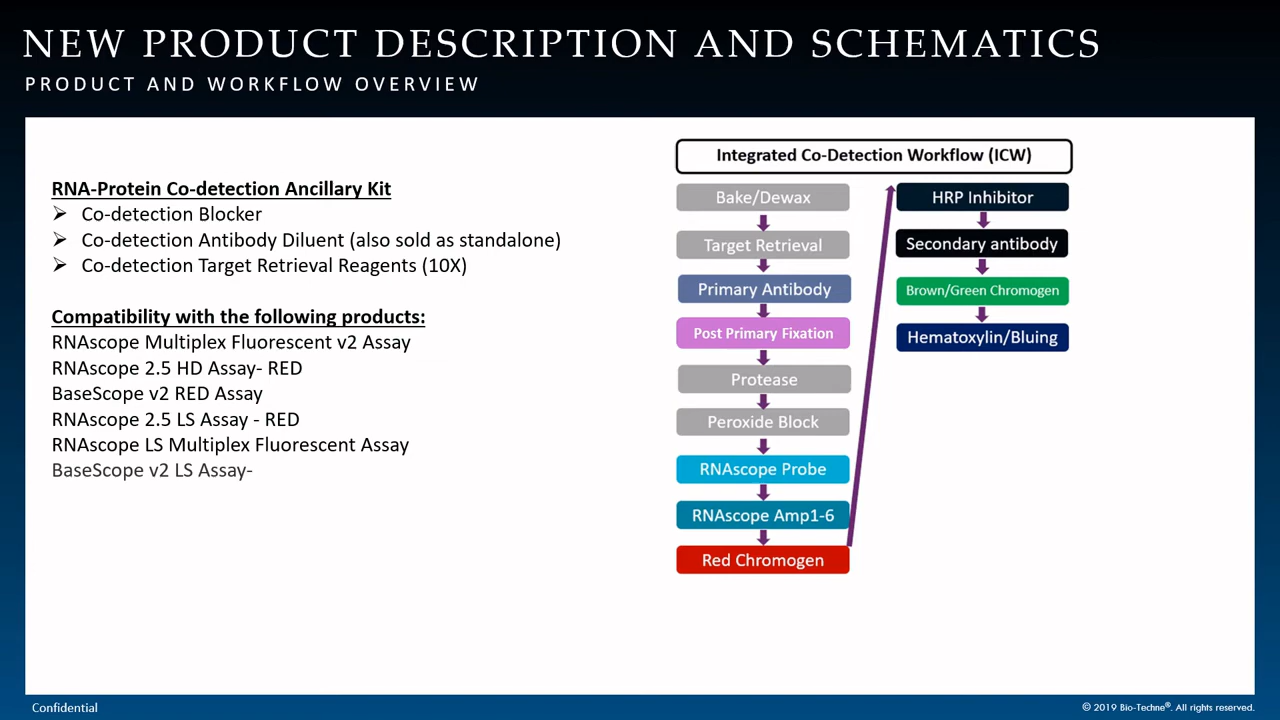 NEW PRODUCT DESCRIPTION AND SCHEMATICS
PRODUCT AND WORKFLOW OVERVIEW
RNA-Protein Co-detection Ancillary Kit
Co-detection Blocker
Co-detection Antibody Diluent (also sold as standalone)
Co-detection Target Retrieval Reagents (10X)
Compatibility with the following products:
RNAscope Multiplex Fluorescent v2 Assay
RNAscope 2.5 HD Assay- RED
BaseScope v2 RED Assay
RNAscope 2.5 LS Assay - RED
RNAscope LS Multiplex Fluorescent Assay
BaseScope v2 LS Assay-
Integrated Co-Detection Workflow (ICW)
Bake/Dewax
Target Retrieval
Primary Antibody
Post Primary Fixation
Protease
Peroxide Block
RNAscope Probe
RNAscope Amp1-6
Red Chromogen
HRP Inhibitor
Secondary antibody
Brown/Green Chromogen
Hematoxylin/Bluing
Confidential
© 2019 Bio-Techne®. All rights reserved.